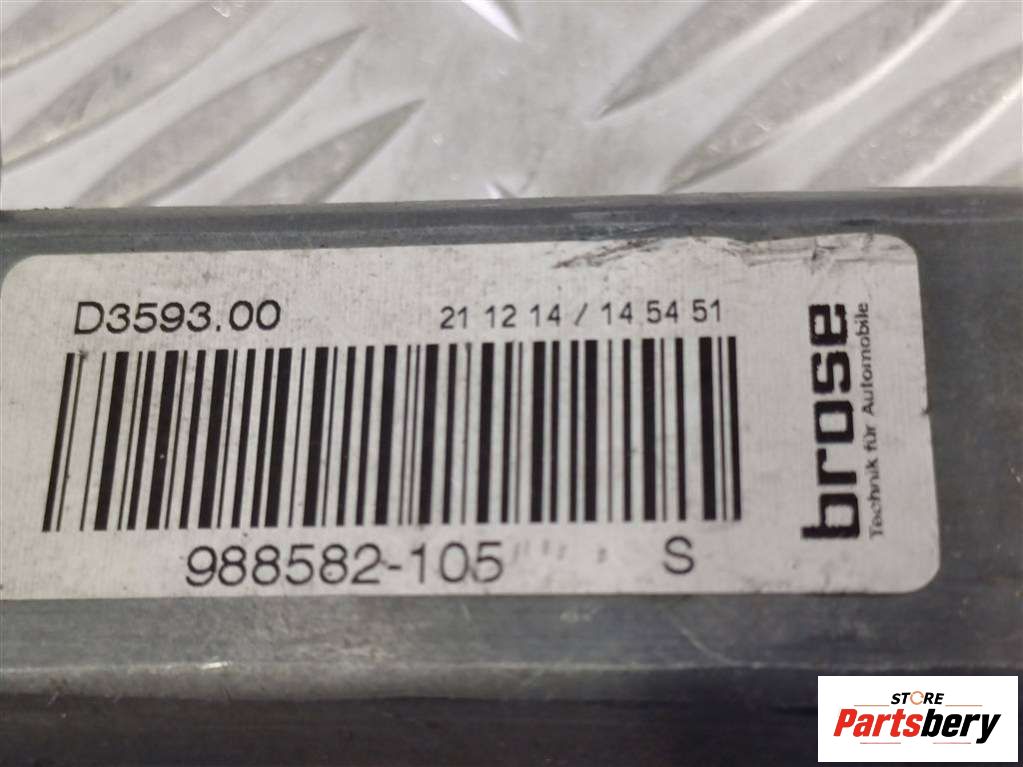 D3593.00
21 12 14 / 14 54 51
988582-105
S
brose
Technik für Automobile
STORE
Partsbery